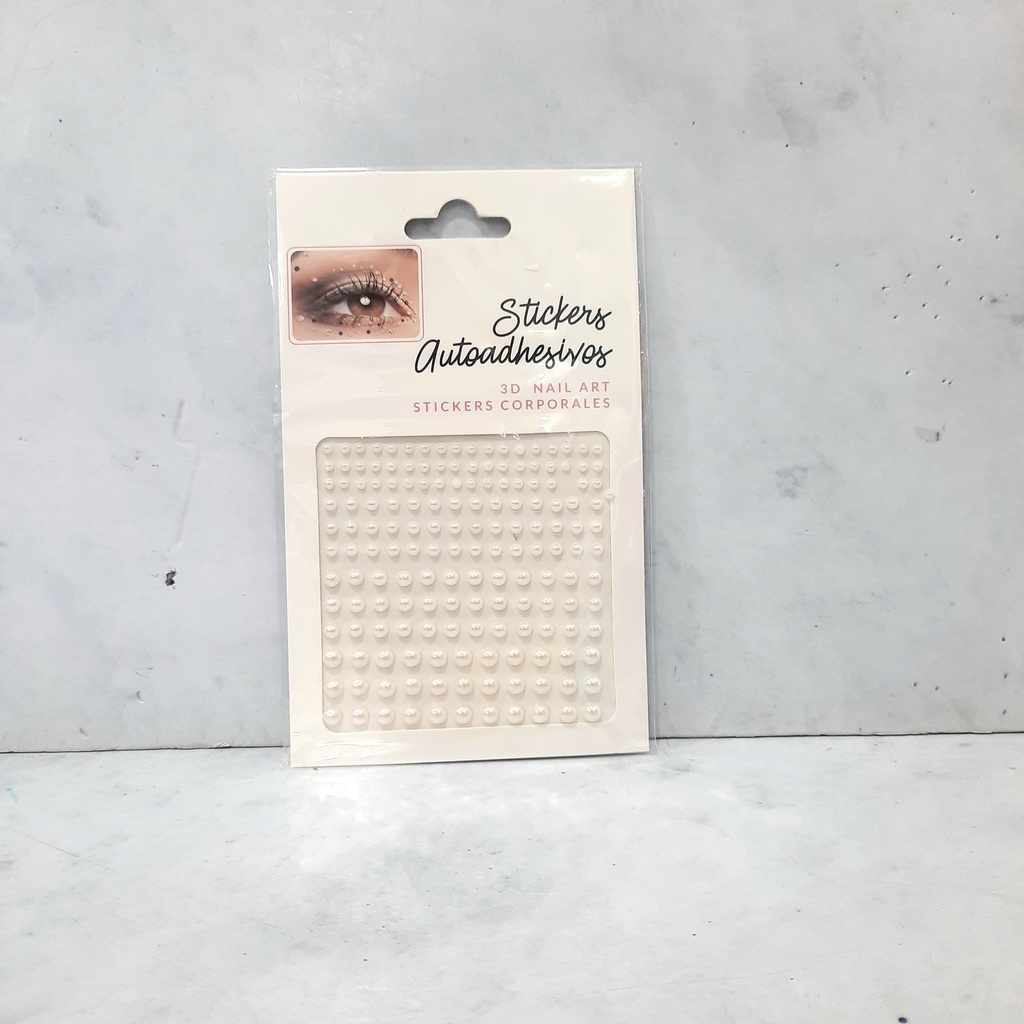 Stickers
Autoadhesivos
3D NAIL ART
STICKERS CORPORALES